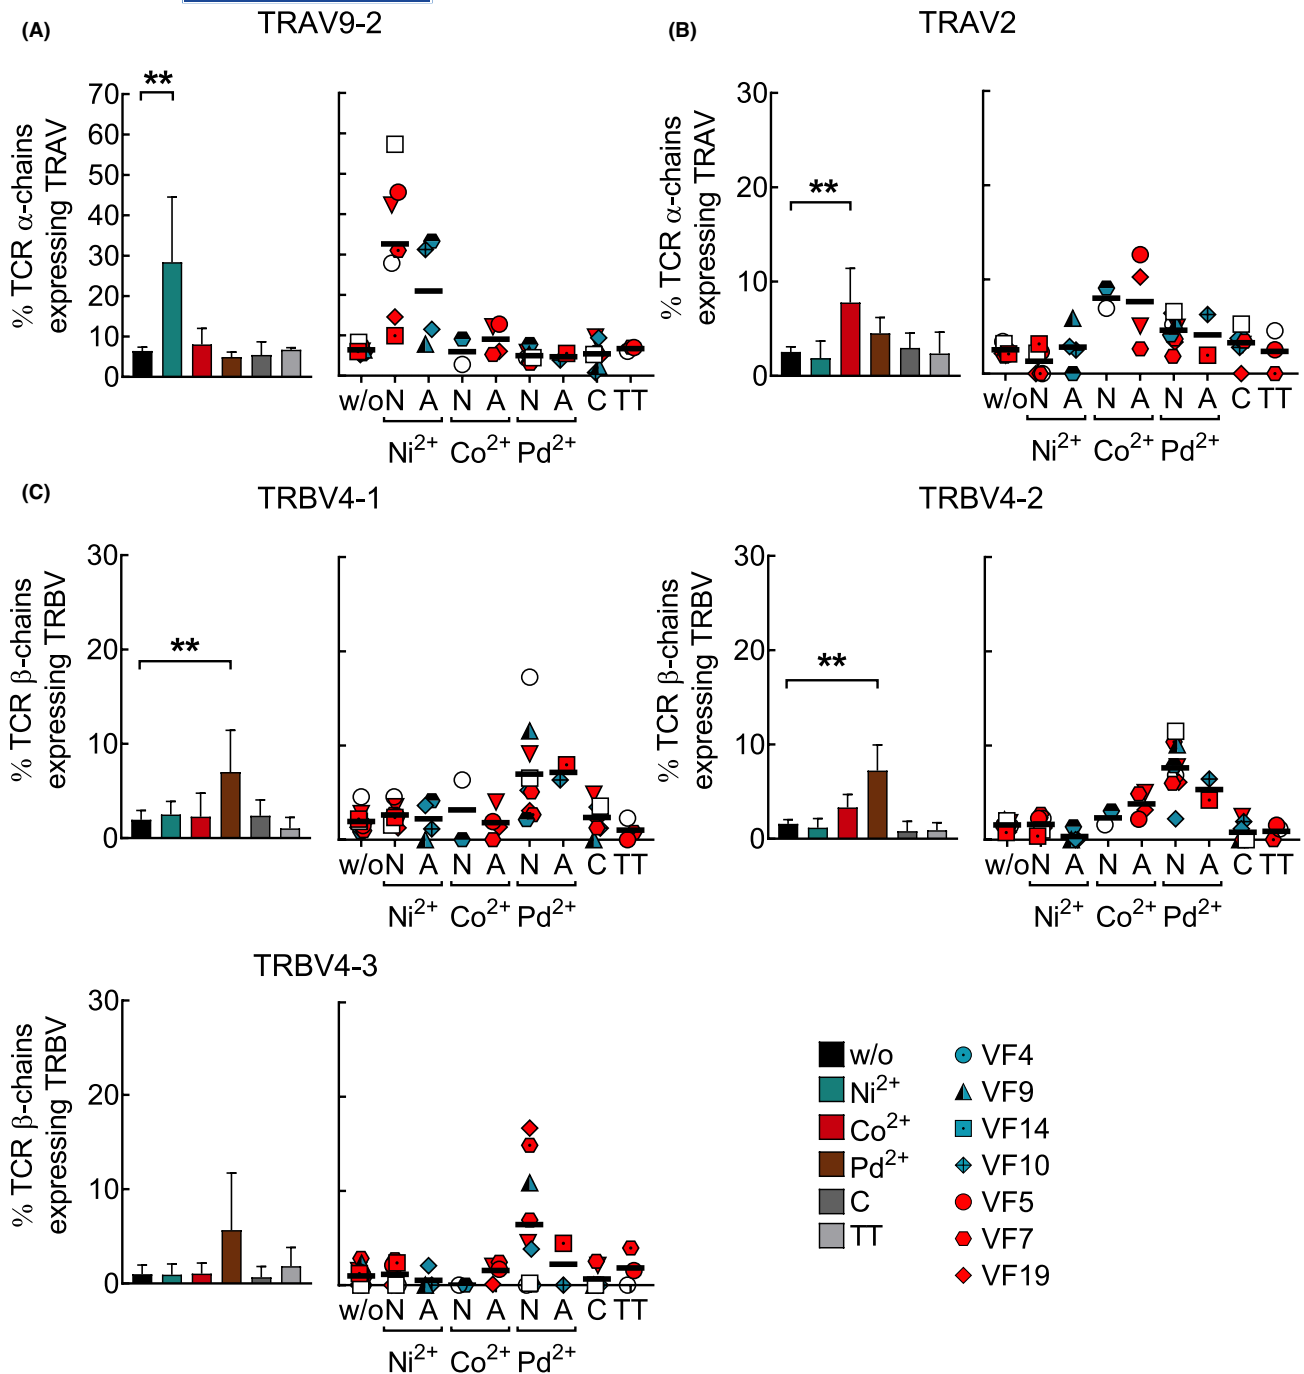 (A)
TRAV9-2
% TCR α-chains
expressing TRAV
70
60
50
40
30
20
10
0
**
w/o N A N A N A C TT
Ni²⁺ Co²⁺ Pd²⁺
(B)
TRAV2
% TCR α-chains
expressing TRAV
30
20
10
0
**
w/o N A N A N A C TT
Ni²⁺ Co²⁺ Pd²⁺
(C)
TRBV4-1
% TCR β-chains
expressing TRBV
30
20
10
0
**
w/o N A N A N A C TT
Ni²⁺ Co²⁺ Pd²⁺
TRBV4-2
% TCR β-chains
expressing TRBV
30
20
10
0
**
w/o N A N A N A C TT
Ni²⁺ Co²⁺ Pd²⁺
TRBV4-3
% TCR β-chains
expressing TRBV
30
20
10
0
w/o N A N A N A C TT
Ni²⁺ Co²⁺ Pd²⁺
w/o
Ni²⁺
Co²⁺
Pd²⁺
C
TT
VF4
VF9
VF14
VF10
VF5
VF7
VF19